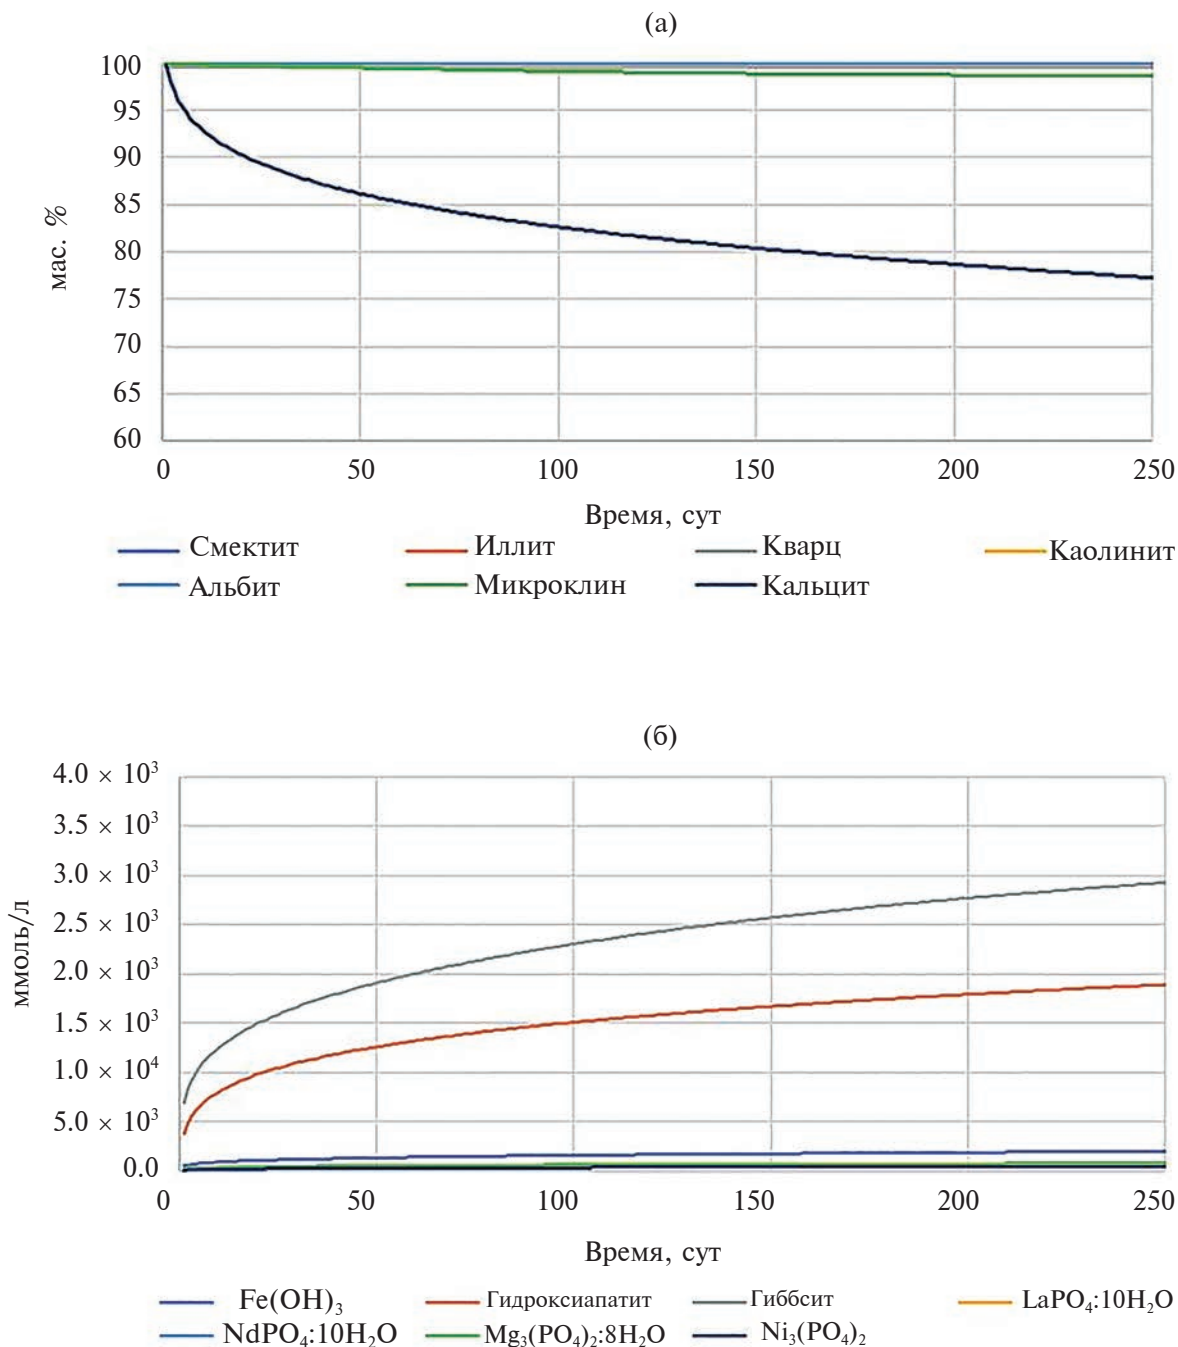 (а)
мас. %
100
95
90
85
80
75
70
65
60
0 50 100 150 200 250
Время, сут
Смектит Иллит Кварц Каолинит
Альбит Микроклин Кальцит
(б)
ммоль/л
4.0 × 10³
3.5 × 10³
3.0 × 10³
2.5 × 10³
2.0 × 10³
1.5 × 10³
1.0 × 10⁴
5.0 × 10³
0.0
0 50 100 150 200 250
Время, сут
Fe(OH)₃ Гидроксиапатит Гиббсит LaPO₄:10H₂O
NdPO₄:10H₂O Mg₃(PO₄)₂:8H₂O Ni₃(PO₄)₂